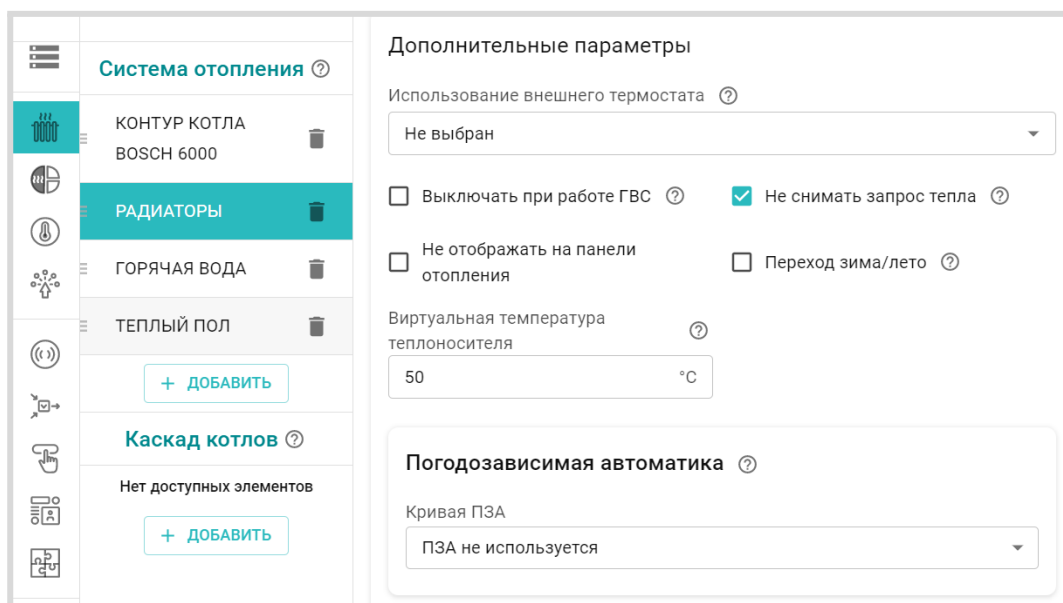 Система отопления
КОНТУР КОТЛА
BOSCH 6000
РАДИАТОРЫ
ГОРЯЧАЯ ВОДА
ТЕПЛЫЙ ПОЛ
+ ДОБАВИТЬ
Каскад котлов
Нет доступных элементов
+ ДОБАВИТЬ
Дополнительные параметры
Использование внешнего термостата
Не выбран
Выключать при работе ГВС
Не снимать запрос тепла
Не отображать на панели
отопления
Переход зима/лето
Виртуальная температура
теплоносителя
50 °C
Погодозависимая автоматика
Кривая ПЗА
ПЗА не используется